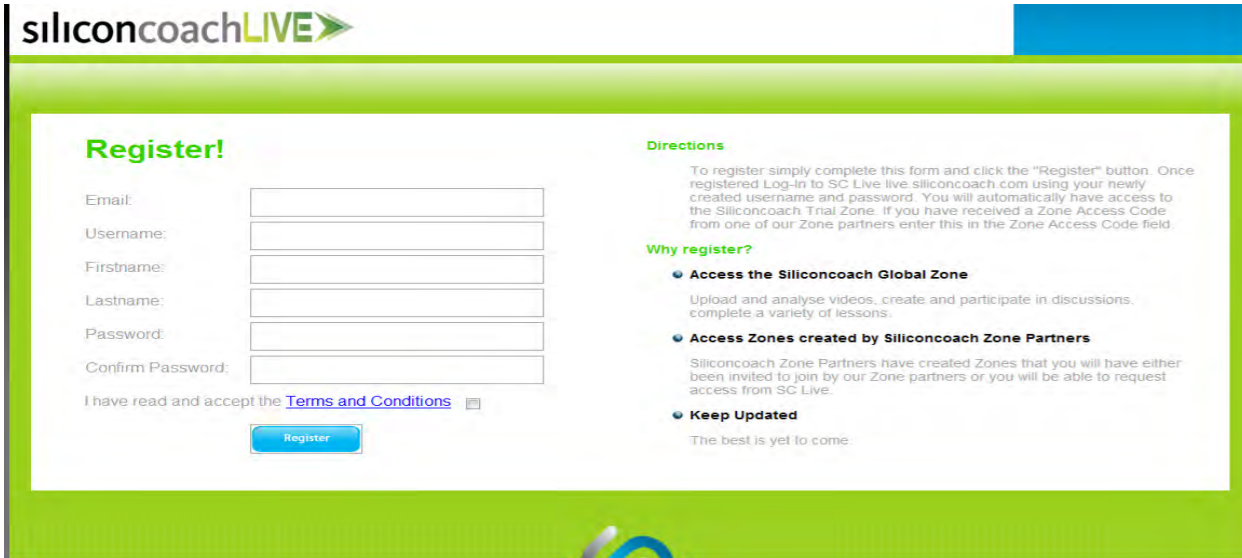 siliconcoachLIVE
Register!
Email:
Username:
Firstname:
Lastname:
Password:
Confirm Password:
I have read and accept the Terms and Conditions
Register
Directions
To register simply complete this form and click the "Register" button. Once
registered Log-In to SC Live live.siliconcoach.com using your newly
created username and password. You will automatically have access to
the Siliconcoach Trial Zone. If you have received a Zone Access Code
from one of our Zone partners enter this in the Zone Access Code field.
Why register?
Access the Siliconcoach Global Zone
Upload and analyse videos, create and participate in discussions,
complete a variety of lessons.
Access Zones created by Siliconcoach Zone Partners
Siliconcoach Zone Partners have created Zones that you will have either
been invited to join by our Zone partners or you will be able to request
access from SC Live.
Keep Updated
The best is yet to come